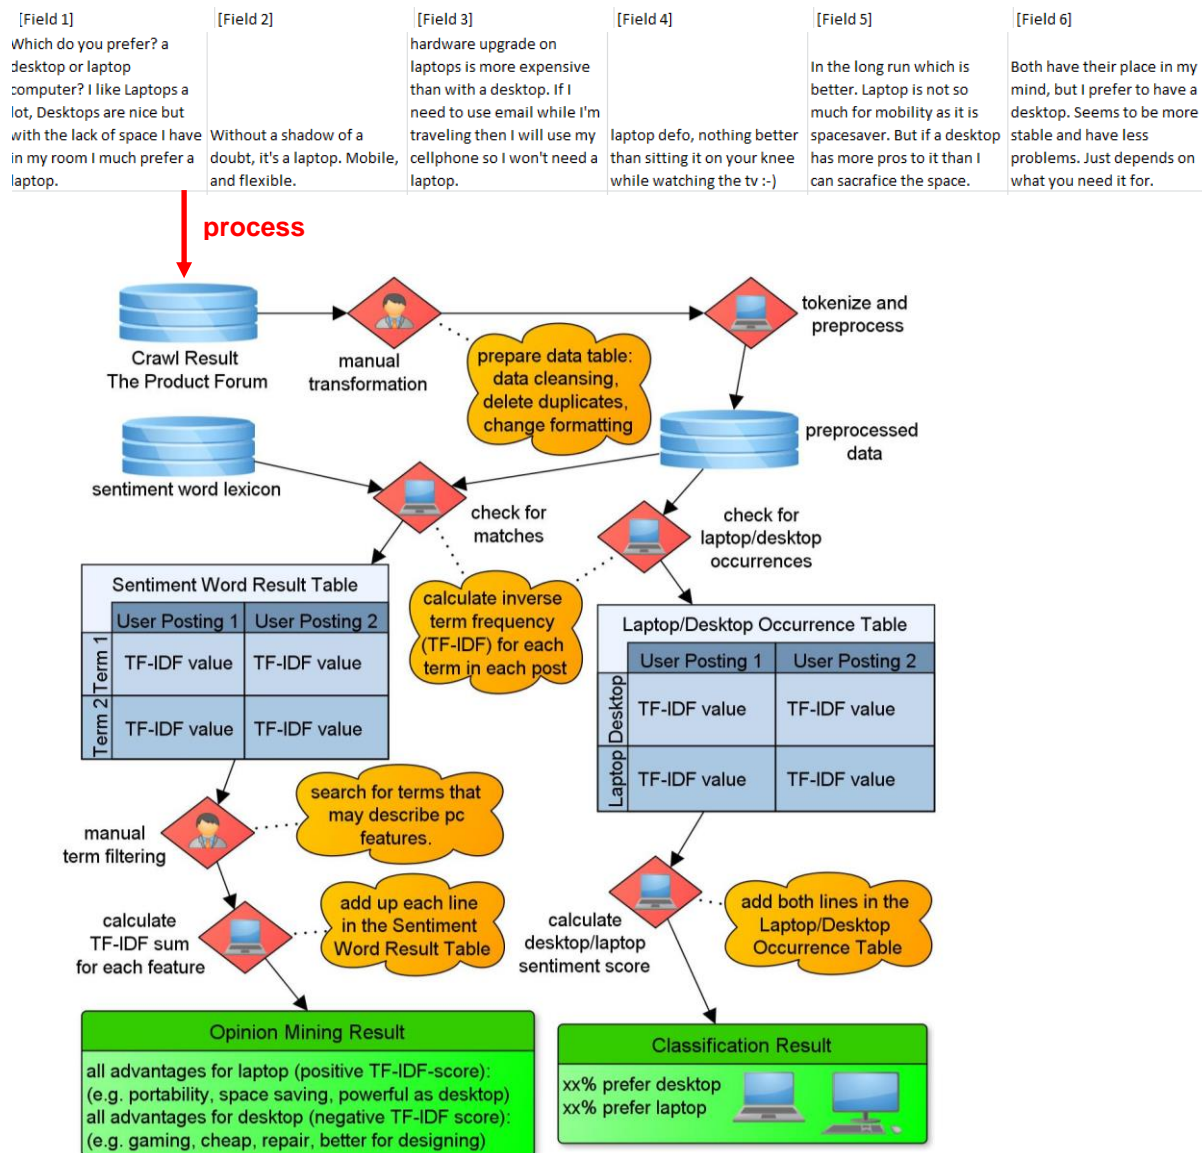 [Field 1]
Which do you prefer? a
desktop or laptop
computer? I like Laptops a
lot, Desktops are nice but
with the lack of space I have
in my room I much prefer a
laptop.
[Field 2]
Without a shadow of a
doubt, it's a laptop. Mobile,
and flexible.
[Field 3]
hardware upgrade on
laptops is more expensive
than with a desktop. If I
need to use email while I'm
traveling then I will use my
cellphone so I won't need a
laptop.
[Field 4]
laptop defo, nothing better
than sitting it on your knee
while watching the tv :-)
[Field 5]
In the long run which is
better. Laptop is not so
much for mobility as it is
spacesaver. But if a desktop
has more pros to it than I
can sacrafice the space.
[Field 6]
Both have their place in my
mind, but I prefer to have a
desktop. Seems to be more
stable and have less
problems. Just depends on
what you need it for.
process
Crawl Result
The Product Forum
manual
transformation
prepare data table:
data cleansing,
delete duplicates,
change formatting
tokenize and
preprocess
preprocessed
data
sentiment word lexicon
check for
matches
check for
laptop/desktop
occurrences
calculate inverse
term frequency
(TF-IDF) for each
term in each post
Sentiment Word Result Table
User Posting 1 User Posting 2
Term 1 TF-IDF value TF-IDF value
Term 2 TF-IDF value TF-IDF value
Laptop/Desktop Occurrence Table
User Posting 1 User Posting 2
Desktop TF-IDF value TF-IDF value
Laptop TF-IDF value TF-IDF value
manual
term filtering
search for terms that
may describe pc
features.
calculate
TF-IDF sum
for each feature
add up each line
in the Sentiment
Word Result Table
calculate
desktop/laptop
sentiment score
add both lines in the
Laptop/Desktop
Occurrence Table
Opinion Mining Result
all advantages for laptop (positive TF-IDF-score):
(e.g. portability, space saving, powerful as desktop)
all advantages for desktop (negative TF-IDF score):
(e.g. gaming, cheap, repair, better for designing)
Classification Result
xx% prefer desktop
xx% prefer laptop